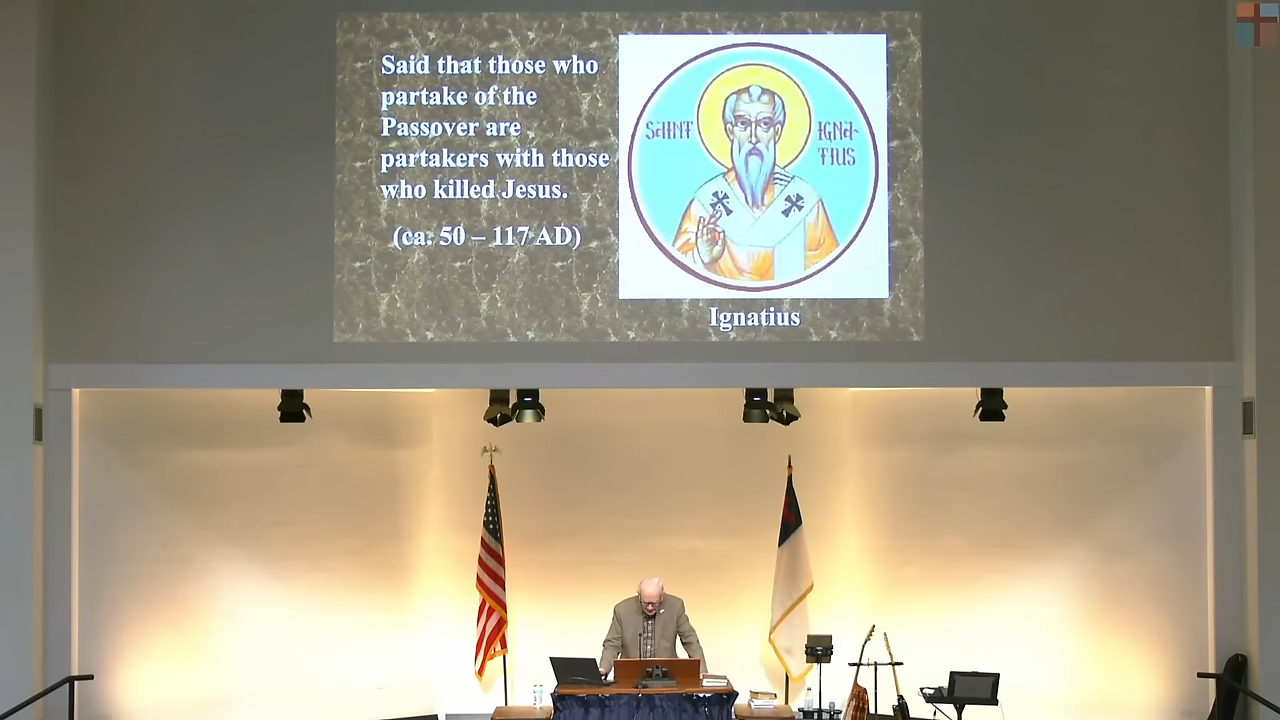 Said that those who
partake of the
Passover are
partakers with those
who killed Jesus.
(ca. 50 – 117 AD)
SAINT
IGNA-
TIUS
Ignatius